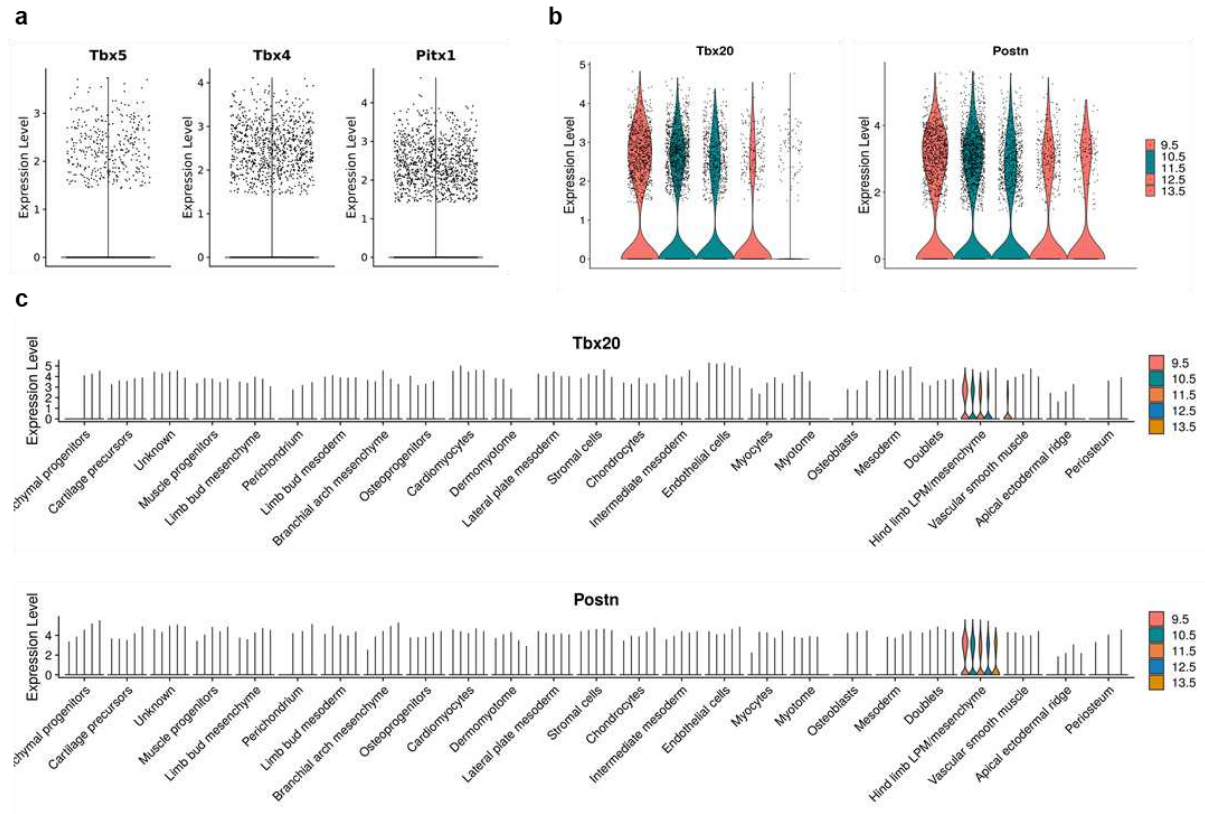 a
b
Tbx5
Tbx4
Pitx1
Expression Level
3
2
1
0
Expression Level
4
3
2
1
0
Expression Level
4
3
2
1
0
Tbx20
Postn
Expression Level
5
4
3
2
1
0
Expression Level
4
2
0
9.5
10.5
11.5
12.5
13.5
c
Tbx20
Expression Level
5
4
3
2
1
0
9.5
10.5
11.5
12.5
13.5
chymal progenitors
Cartilage precursors
Unknown
Muscle progenitors
Limb bud mesenchyme
Perichondrium
Limb bud mesoderm
Branchial arch mesenchyme
Osteoprogenitors
Cardiomyocytes
Dermomyotome
Lateral plate mesoderm
Stromal cells
Chondrocytes
Intermediate mesoderm
Endothelial cells
Myocytes
Myotome
Osteoblasts
Mesoderm
Doublets
Hind limb LPM/mesenchyme
Vascular smooth muscle
Apical ectodermal ridge
Periosteum
Postn
Expression Level
4
2
0
9.5
10.5
11.5
12.5
13.5
chymal progenitors
Cartilage precursors
Unknown
Muscle progenitors
Limb bud mesenchyme
Perichondrium
Limb bud mesoderm
Branchial arch mesenchyme
Osteoprogenitors
Cardiomyocytes
Dermomyotome
Lateral plate mesoderm
Stromal cells
Chondrocytes
Intermediate mesoderm
Endothelial cells
Myocytes
Myotome
Osteoblasts
Mesoderm
Doublets
Hind limb LPM/mesenchyme
Vascular smooth muscle
Apical ectodermal ridge
Periosteum